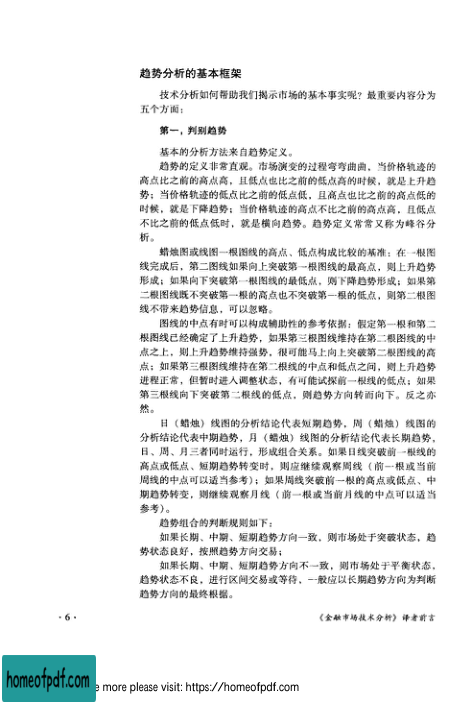 趋势分析的基本框架
技术分析如何帮助我们揭示市场的基本事实呢？最重要内容分为
五个方面：
第一，判别趋势
基本的分析方法来自趋势定义。
趋势的定义非常直观。市场演变的过程弯弯曲曲，当价格轨迹的
高点比之前的高点高，且低点也比之前的低点高的时候，就是上升趋
势；当价格轨迹的低点比之前的低点低，且高点也比之前的高点低的
时候，就是下降趋势；当价格轨迹的高点不比之前的高点高，且低点
不比之前的低点低时，就是横向趋势。趋势定义常常又称为峰谷分
析。
蜡烛图或线图一根图线的高点、低点构成比较的基准：在一根图
线完成后，第二图线如果向上突破第一根图线的最高点，则上升趋势
形成；如果向下突破第一根图线的最低点，则下降趋势形成；如果第
二根图线既不突破第一根的高点也不突破第一根的低点，则第二根图
线不带来趋势信息，可以忽略。
图线的中点有时可以构成辅助性的参考依据：假定第一根和第二
根图线已经确定了上升趋势，如果第三根图线维持在第二根图线的中
点之上，则上升趋势维持强势，很可能马上向上突破第二根图线的高
点；如果第三根图线维持在第二根线的中点和低点之间，则上升趋势
进程正常，但暂时进入调整状态，有可能试探前一根线的低点；如果
第三根线向下突破第二根线的低点，则趋势方向转而向下。反之亦
然。
日（蜡烛）线图的分析结论代表短期趋势，周（蜡烛）线图的
分析结论代表中期趋势，月（蜡烛）线图的分析结论代表长期趋势，
日、周、月三者同时运行，形成组合关系。如果日线突破前一根线的
高点或低点、短期趋势转变时，则应继续观察周线（前一根或当前
周线的中点可以适当参考）；如果周线突破前一根的高点或低点、中
期趋势转变，则继续观察月线（前一根或当前月线的中点可以适当
参考）。
趋势组合的判断规则如下：
如果长期、中期、短期趋势方向一致，则市场处于突破状态，趋
势状态良好，按照趋势方向交易；
如果长期、中期、短期趋势方向不一致，则市场处于平衡状态，
趋势状态不良，进行区间交易或等待，一般应以长期趋势方向为判断
趋势方向的最终根据。
·6·
《金融市场技术分析》译者前言
homeofpdf.com
e more please visit: https://homeofpdf.com